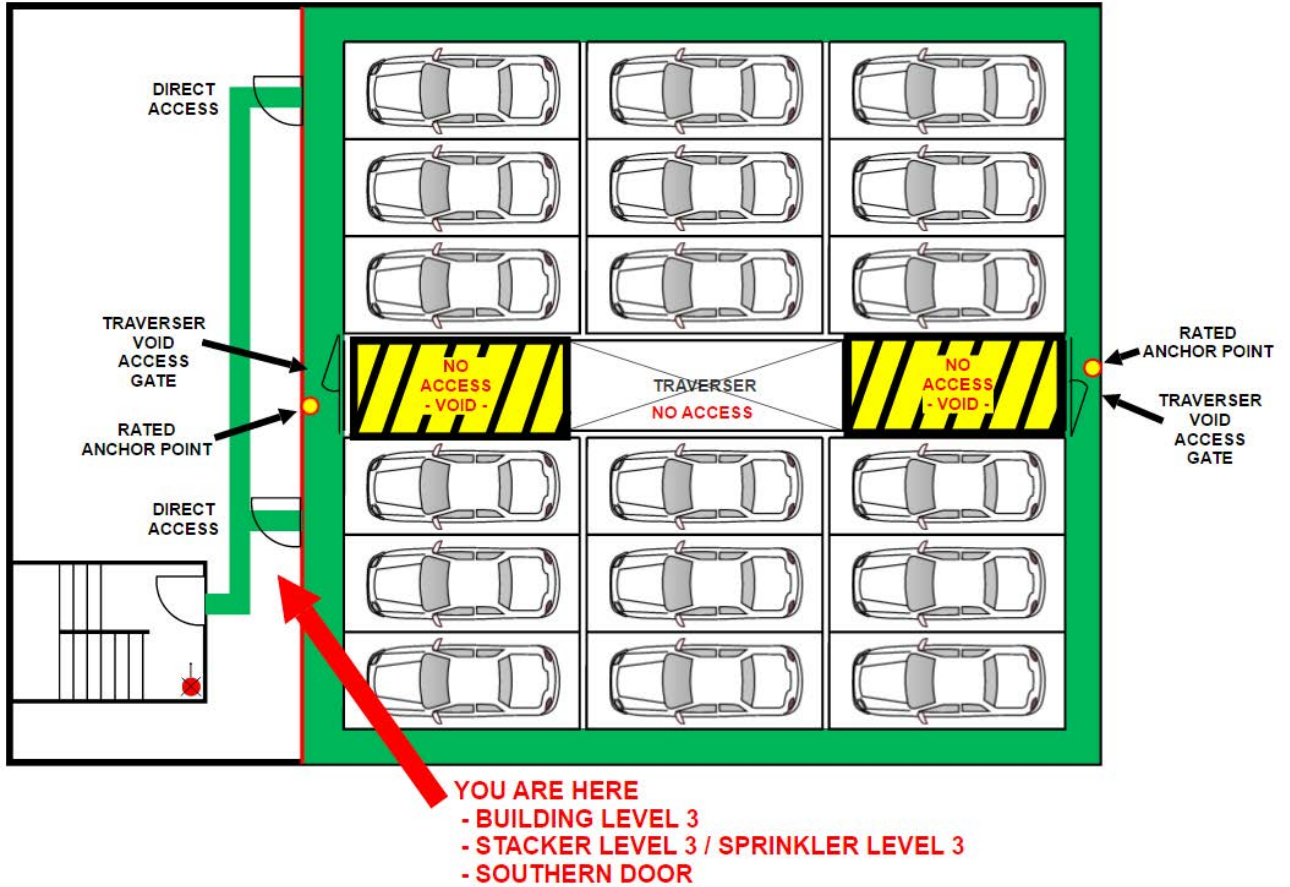 DIRECT
ACCESS
TRAVERSER
VOID
ACCESS
GATE
RATED
ANCHOR POINT
DIRECT
ACCESS
NO
ACCESS
- VOID -
TRAVERSER
NO ACCESS
NO
ACCESS
- VOID -
RATED
ANCHOR POINT
TRAVERSER
VOID
ACCESS
GATE
YOU ARE HERE
- BUILDING LEVEL 3
- STACKER LEVEL 3 / SPRINKLER LEVEL 3
- SOUTHERN DOOR